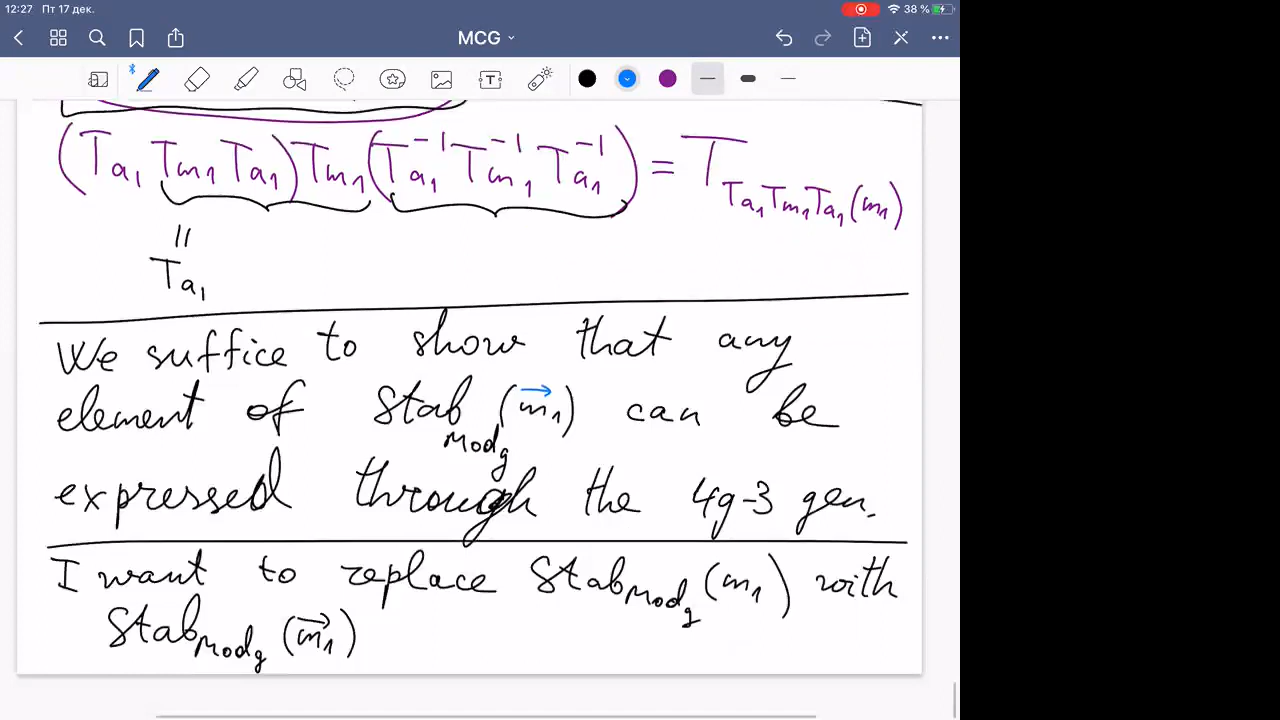 12:27 Пт 17 дек.
38 %
MCG
(T_{a_1} T_{m_1} T_{a_1}) T_{m_1} (T_{a_1}^{-1} T_{m_1}^{-1} T_{a_1}^{-1}) = T_{T_{a_1} T_{m_1} T_{a_1} (m_1)}
||
T_{a_1}
We suffice to show that any
element of Stab_{Mod_g} (\vec{m_1}) can be
expressed through the 4g-3 gen.
I want to replace Stab_{Mod_g} (m_1) with
Stab_{Mod_g} (\vec{m_1})